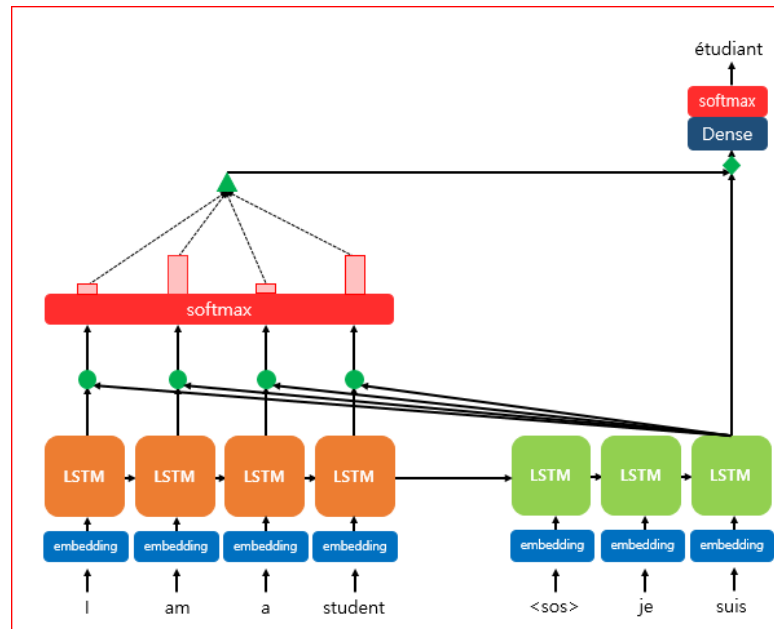 étudiant
softmax
Dense
softmax
LSTM LSTM LSTM LSTM LSTM LSTM LSTM
embedding embedding embedding embedding embedding embedding embedding
I am a student <sos> je suis